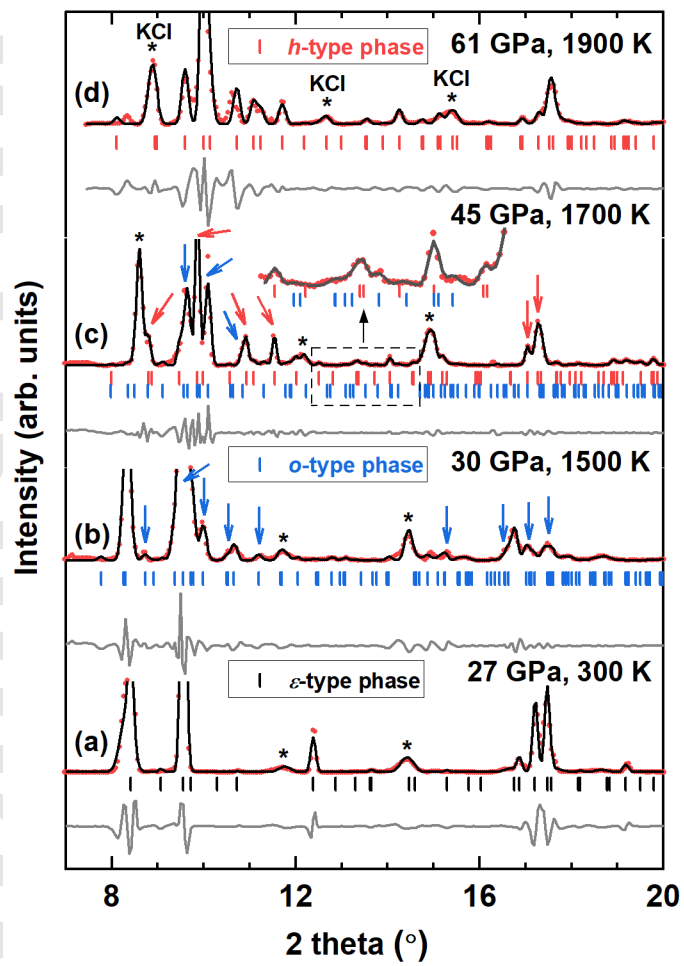 KCl
*
h-type phase
61 GPa, 1900 K
(d)
KCl
*
KCl
*
45 GPa, 1700 K
*
(c)
*
*
o-type phase
30 GPa, 1500 K
(b)
*
*
ε-type phase
27 GPa, 300 K
(a)
*
*
Intensity (arb. units)
8
12
16
20
2 theta (°)